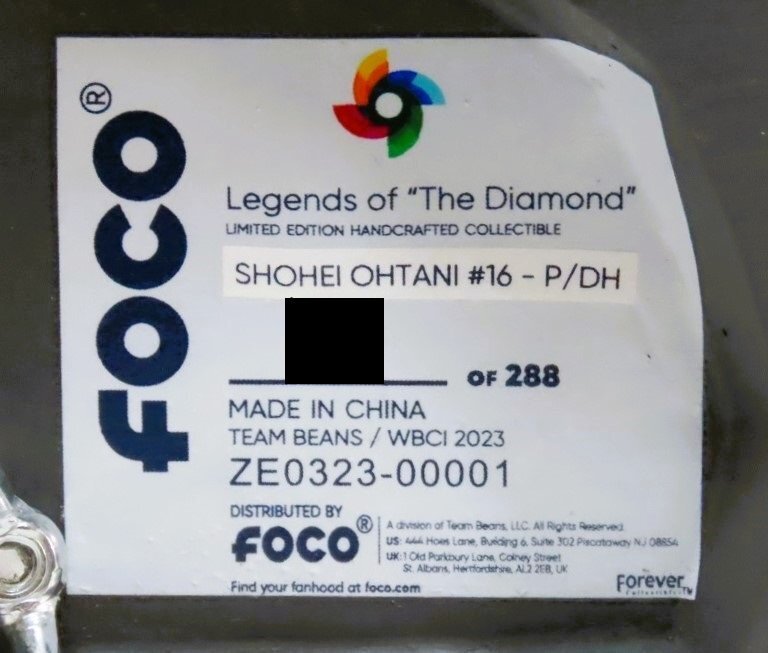 FOCO®
Legends of "The Diamond"
LIMITED EDITION HANDCRAFTED COLLECTIBLE
SHOHEI OHTANI #16 - P/DH
OF 288
MADE IN CHINA
TEAM BEANS / WBCI 2023
ZE0323-00001
DISTRIBUTED BY
FOCO®
A division of Team Beans, LLC. All Rights Reserved.
US: 444 Hoes Lane, Building 6, Suite 302 Piscataway NJ 08854
UK: 1 Old Parkbury Lane, Colney Street
St. Albans, Hertfordshire, AL2 2EB, UK
Find your fanhood at foco.com
Forever
Collectibles TM